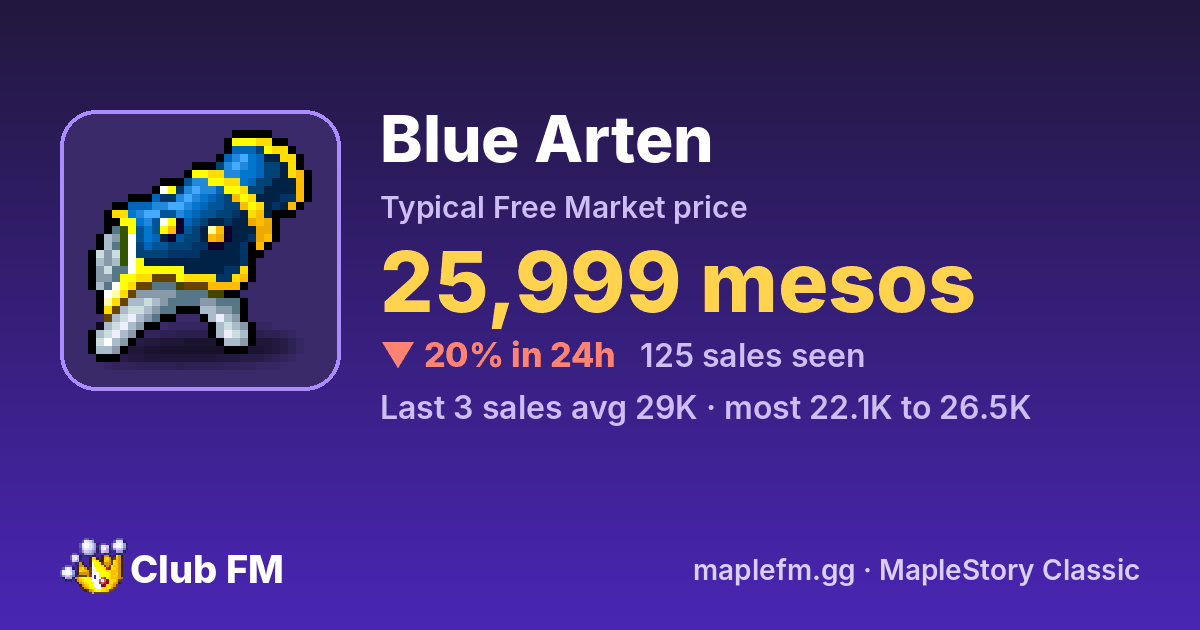 Blue Arten
Typical Free Market price
25,999 mesos
▼ 20% in 24h 125 sales seen
Last 3 sales avg 29K · most 22.1K to 26.5K
Club FM
maplefm.gg · MapleStory Classic